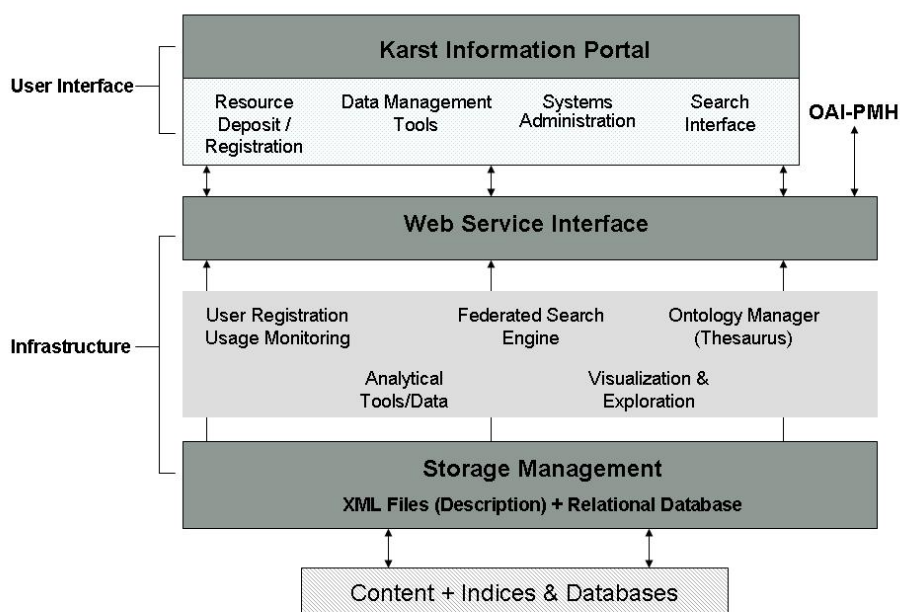 Karst Information Portal
User Interface
Resource
Deposit /
Registration
Data Management
Tools
Systems
Administration
Search
Interface
OAI-PMH
Web Service Interface
Infrastructure
User Registration
Usage Monitoring
Federated Search
Engine
Ontology Manager
(Thesaurus)
Analytical
Tools/Data
Visualization &
Exploration
Storage Management
XML Files (Description) + Relational Database
Content + Indices & Databases